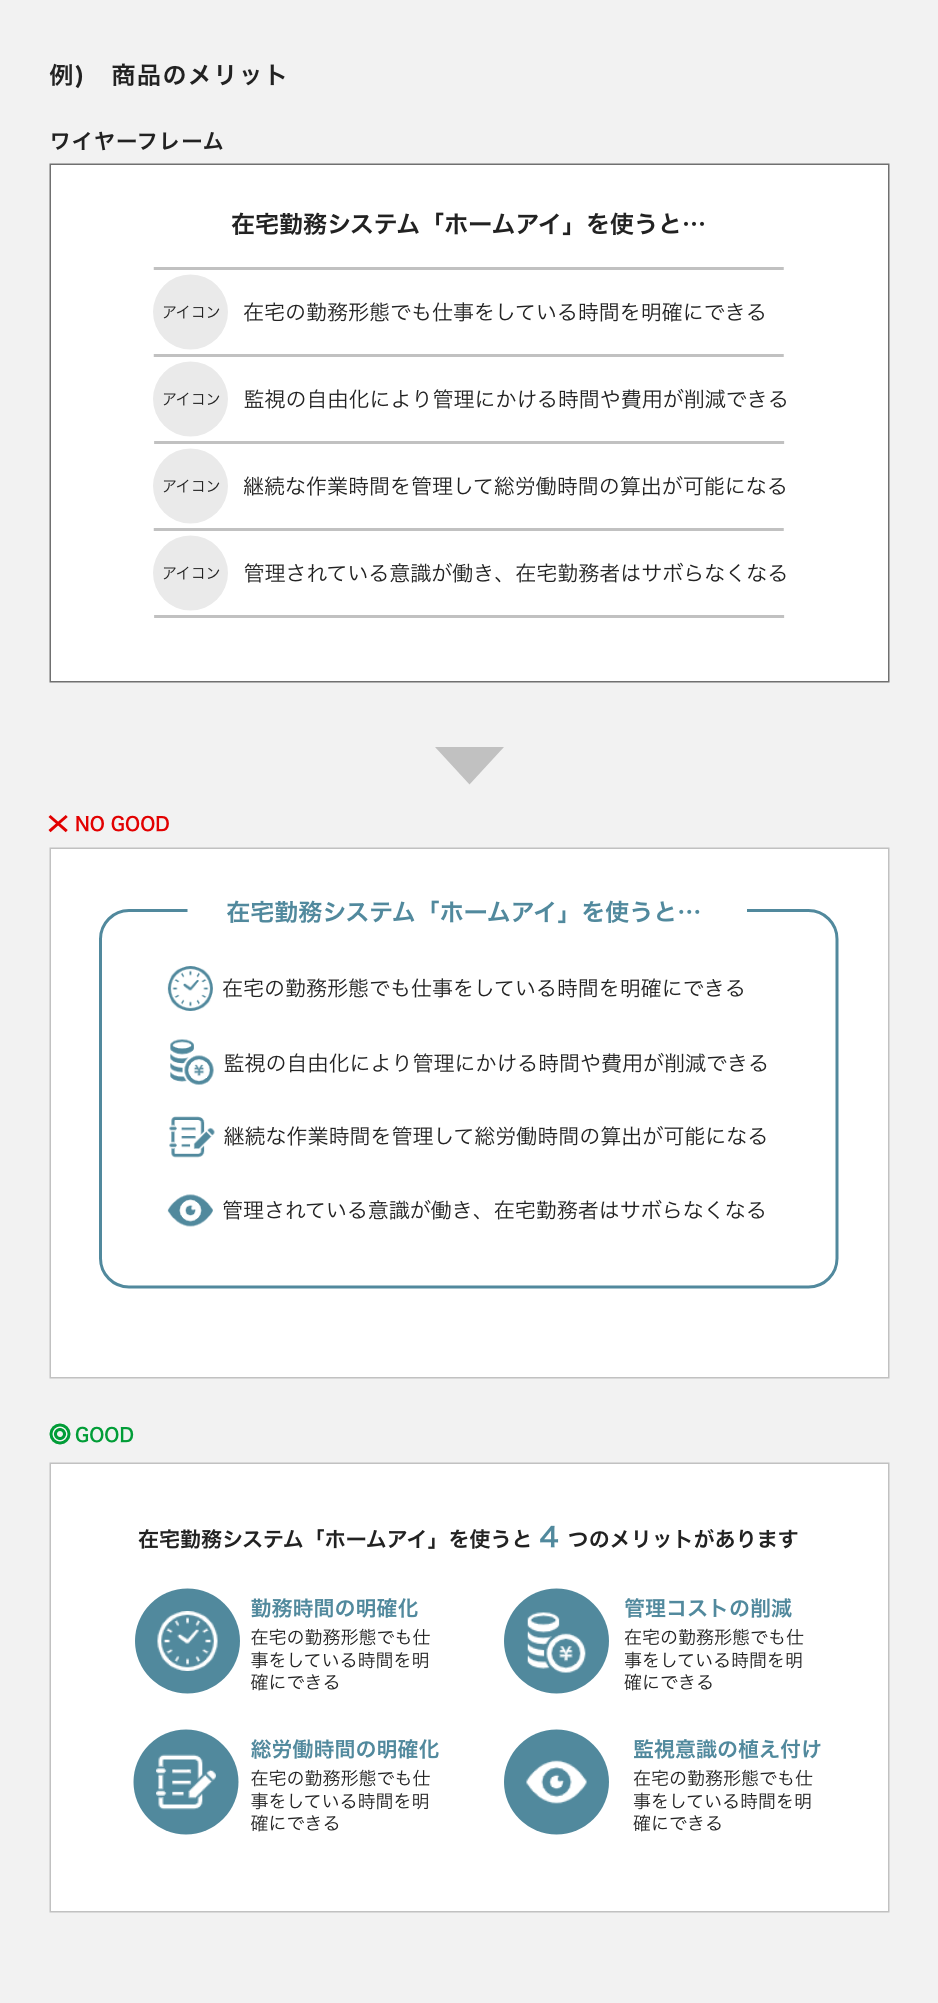 例)　商品のメリット
ワイヤーフレーム
在宅勤務システム「ホームアイ」を使うと…
アイコン 在宅の勤務形態でも仕事をしている時間を明確にできる
アイコン 監視の自由化により管理にかける時間や費用が削減できる
アイコン 継続な作業時間を管理して総労働時間の算出が可能になる
アイコン 管理されている意識が働き、在宅勤務者はサボらなくなる
NO GOOD
在宅勤務システム「ホームアイ」を使うと…
在宅の勤務形態でも仕事をしている時間を明確にできる
¥ 監視の自由化により管理にかける時間や費用が削減できる
継続な作業時間を管理して総労働時間の算出が可能になる
管理されている意識が働き、在宅勤務者はサボらなくなる
GOOD
在宅勤務システム「ホームアイ」を使うと 4 つのメリットがあります
勤務時間の明確化
在宅の勤務形態でも仕
事をしている時間を明
確にできる
¥
管理コストの削減
在宅の勤務形態でも仕
事をしている時間を明
確にできる
総労働時間の明確化
在宅の勤務形態でも仕
事をしている時間を明
確にできる
監視意識の植え付け
在宅の勤務形態でも仕
事をしている時間を明
確にできる